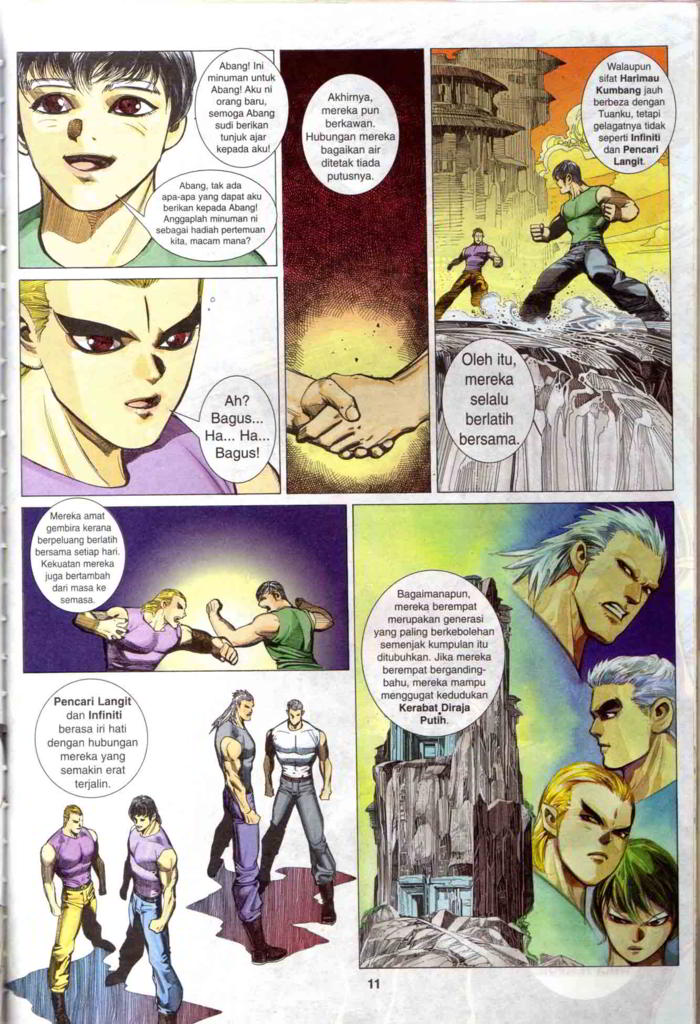 Abang! Ini
minuman untuk
Abang! Aku ni
orang baru,
semoga Abang
sudi berikan
tunjuk ajar
kepada aku!
Abang, tak ada
apa-apa yang dapat aku
berikan kepada Abang!
Anggaplah minuman ni
sebagai hadiah pertemuan
kita, macam mana?
Akhirnya,
mereka pun
berkawan.
Hubungan mereka
bagaikan air
ditetak tiada
putusnya.
Walaupun
sifat Harimau
Kumbang jauh
berbeza dengan
Tuanku, tetapi
gelagatnya tidak
seperti Infiniti
dan Pencari
Langit.
Oleh itu,
mereka
selalu
berlatih
bersama.
Ah?
Bagus...
Ha... Ha...
Bagus!
Mereka amat
gembira kerana
berpeluang berlatih
bersama setiap hari.
Kekuatan mereka
juga bertambah
dari masa ke
semasa.
Bagaimanapun,
mereka berempat
merupakan generasi
yang paling berkebolehan
semenjak kumpulan itu
ditubuhkan. Jika mereka
berempat berganding-
bahu, mereka mampu
menggugat kedudukan
Kerabat Diraja
Putih.
Pencari Langit
dan Infiniti
berasa iri hati
dengan hubungan
mereka yang
semakin erat
terjalin.
11